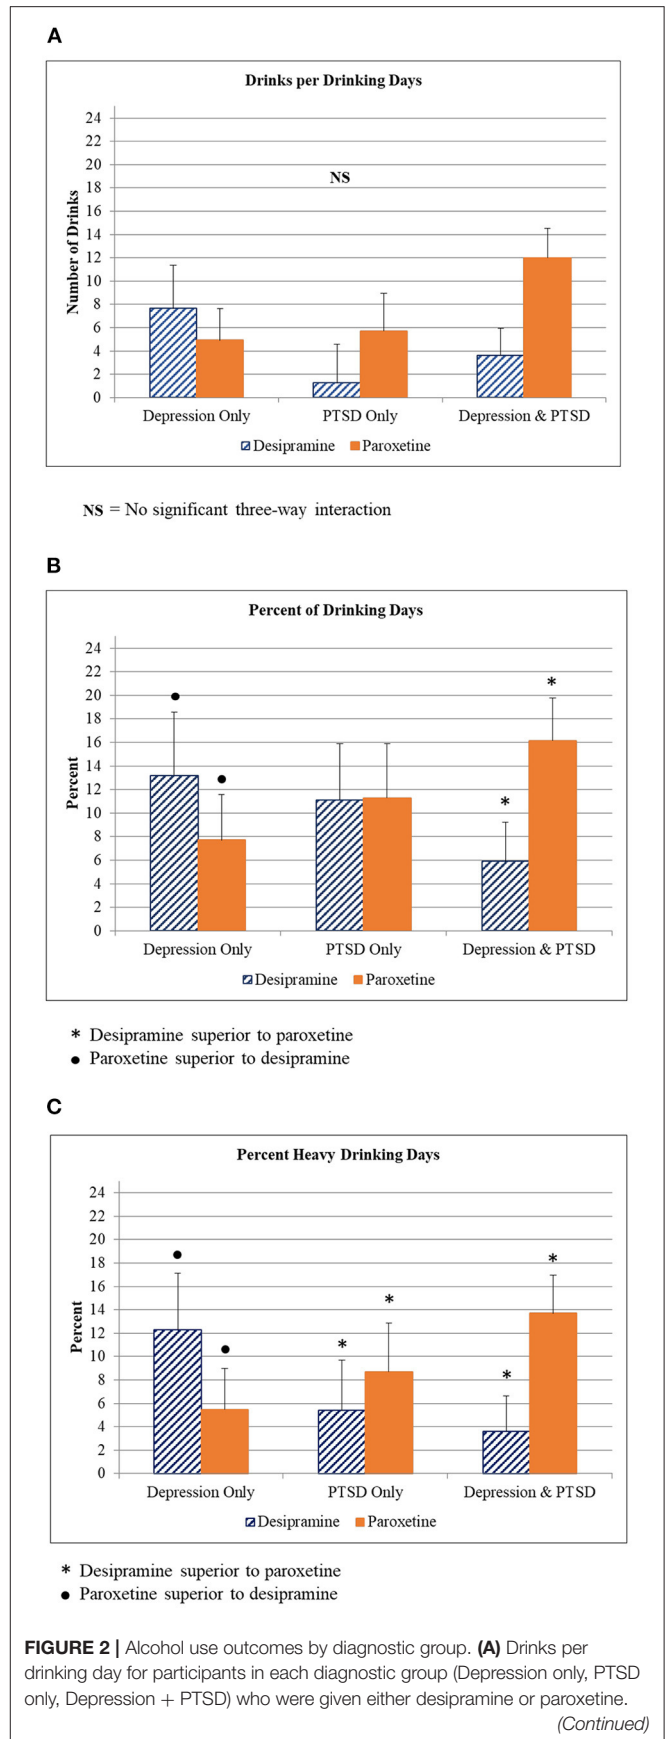 A
Drinks per Drinking Days
24
22
20
18
16
14
12
10
8
6
4
2
0
Number of Drinks
NS
Depression Only PTSD Only Depression & PTSD
Desipramine Paroxetine
NS = No significant three-way interaction
B
Percent of Drinking Days
24
22
20
18
16
14
12
10
8
6
4
2
0
Percent
● ● * *
Depression Only PTSD Only Depression & PTSD
Desipramine Paroxetine
* Desipramine superior to paroxetine
● Paroxetine superior to desipramine
C
Percent Heavy Drinking Days
24
22
20
18
16
14
12
10
8
6
4
2
0
Percent
● ● * * * *
Depression Only PTSD Only Depression & PTSD
Desipramine Paroxetine
* Desipramine superior to paroxetine
● Paroxetine superior to desipramine
FIGURE 2 | Alcohol use outcomes by diagnostic group. (A) Drinks per
drinking day for participants in each diagnostic group (Depression only, PTSD
only, Depression + PTSD) who were given either desipramine or paroxetine.
(Continued)